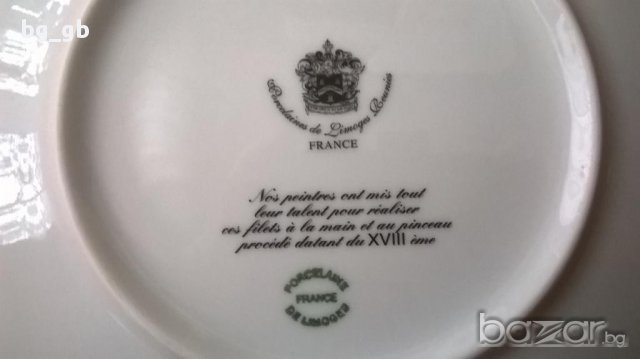 bg_gb
Porcelaines de Limoges Réunies
FRANCE
Nos peintres ont mis tout
leur talent pour réaliser
ces filets à la main et au pinceau
procédé datant du XVIII ème
PORCELAINE
FRANCE
DE LIMOGES
bazar.bg